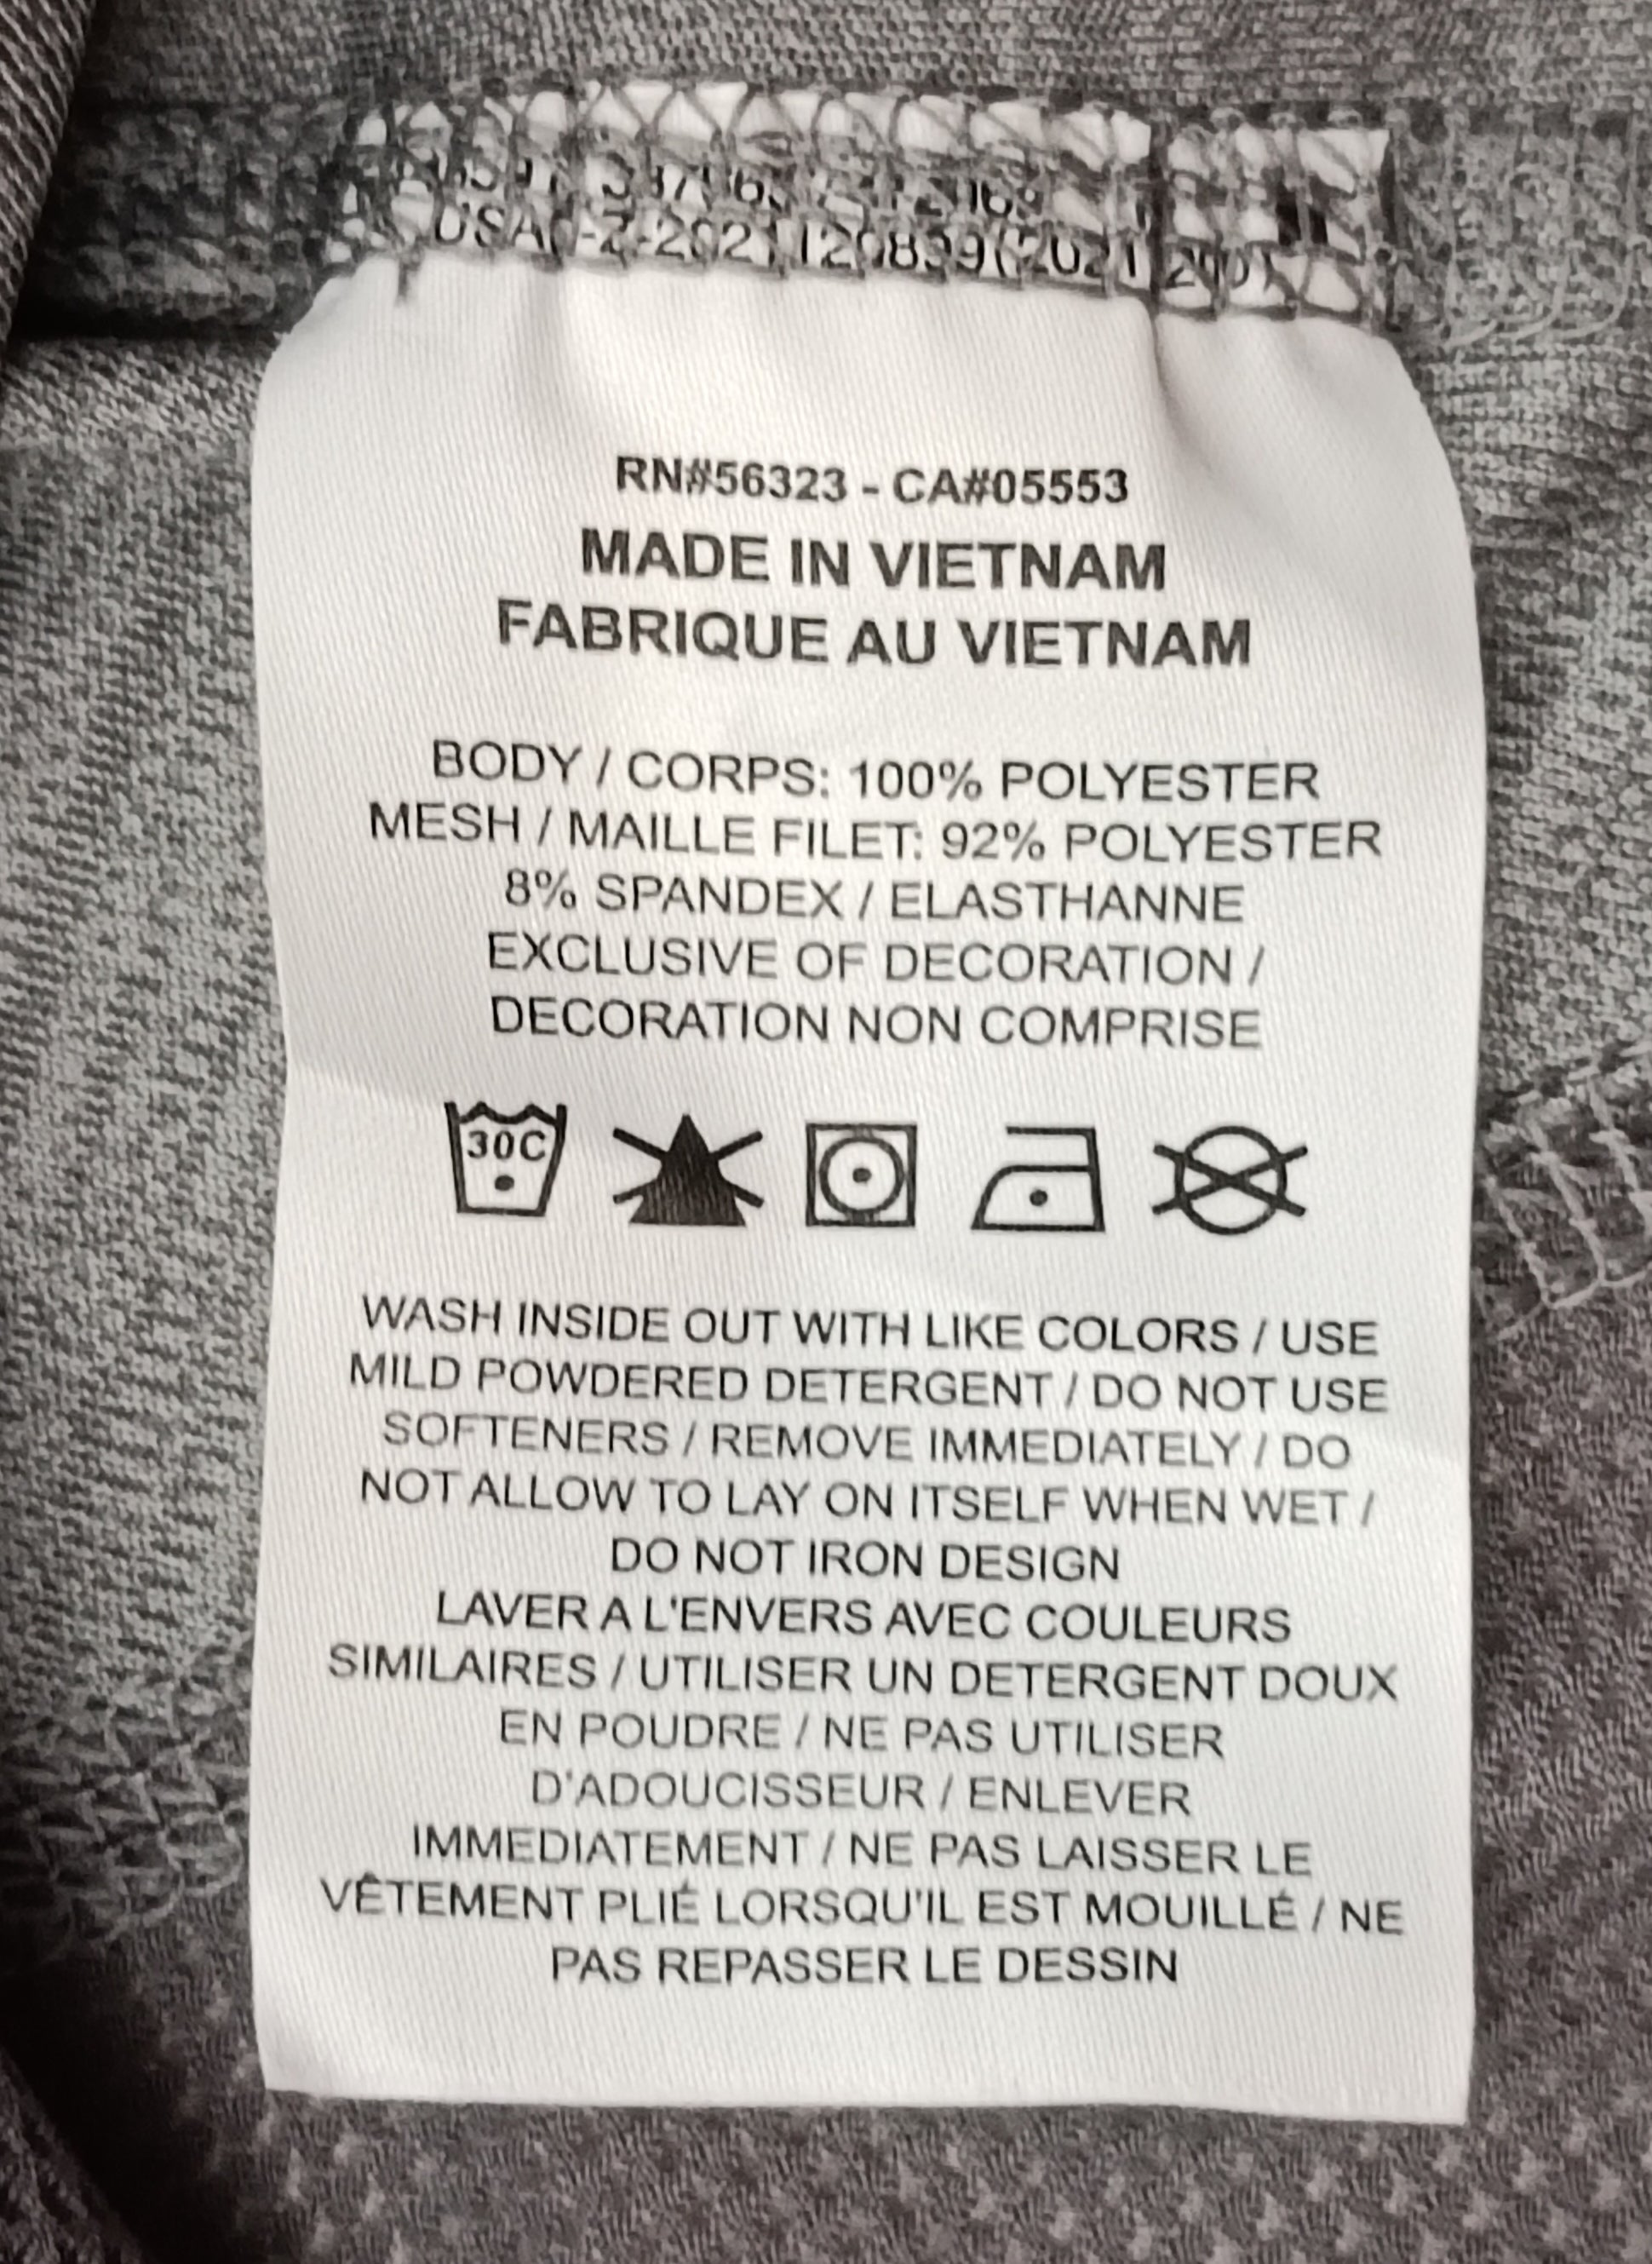 RN#56323 - CA#05553
MADE IN VIETNAM
FABRIQUE AU VIETNAM
BODY / CORPS: 100% POLYESTER
MESH / MAILLE FILET: 92% POLYESTER
8% SPANDEX / ELASTHANNE
EXCLUSIVE OF DECORATION /
DECORATION NON COMPRISE
30C
WASH INSIDE OUT WITH LIKE COLORS / USE
MILD POWDERED DETERGENT / DO NOT USE
SOFTENERS / REMOVE IMMEDIATELY / DO
NOT ALLOW TO LAY ON ITSELF WHEN WET /
DO NOT IRON DESIGN
LAVER A L'ENVERS AVEC COULEURS
SIMILAIRES / UTILISER UN DETERGENT DOUX
EN POUDRE / NE PAS UTILISER
D'ADOUCISSEUR / ENLEVER
IMMEDIATEMENT / NE PAS LAISSER LE
VÊTEMENT PLIÉ LORSQU'IL EST MOUILLÉ / NE
PAS REPASSER LE DESSIN